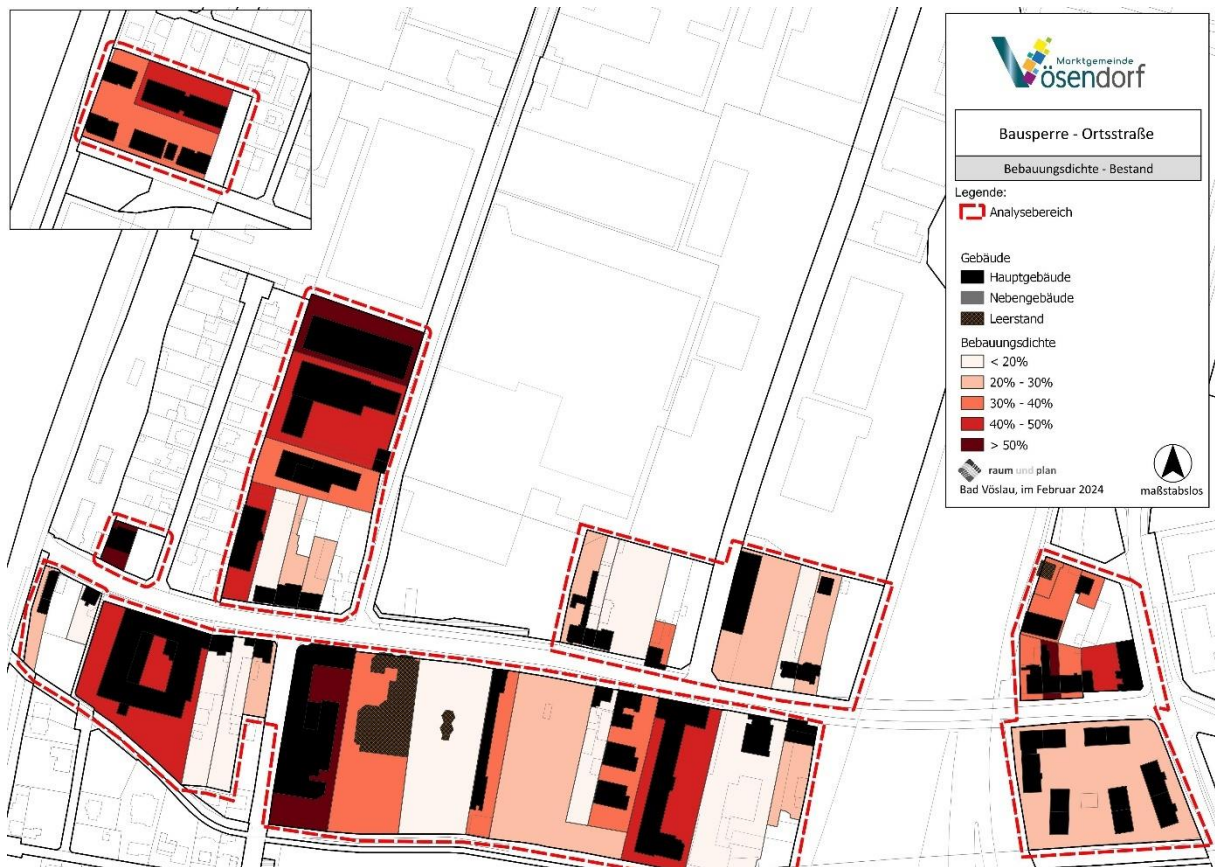 Marktgemeinde
Vösendorf
Bausperre - Ortsstraße
Bebauungsdichte - Bestand
Legende:
Analysebereich
Gebäude
Hauptgebäude
Nebengebäude
Leerstand
Bebauungsdichte
< 20%
20% - 30%
30% - 40%
40% - 50%
> 50%
raum und plan
Bad Vöslau, im Februar 2024
maßstabslos